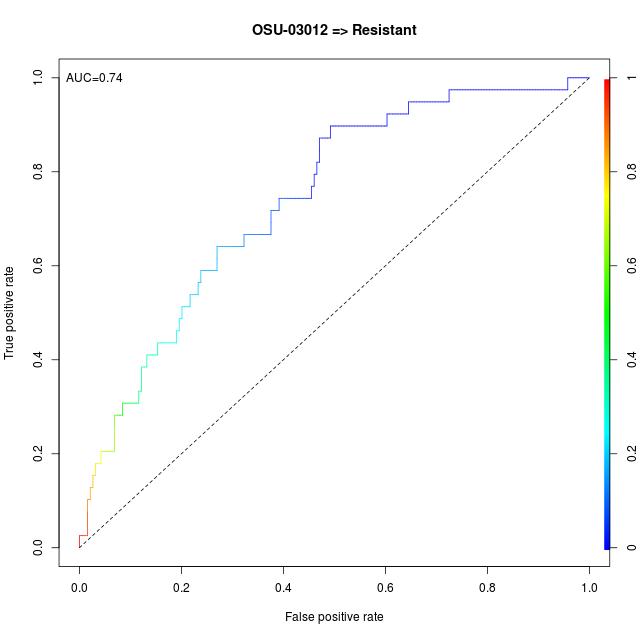 OSU-03012 => Resistant
AUC=0.74
True positive rate
1.0
0.8
0.6
0.4
0.2
0.0
0.0 0.2 0.4 0.6 0.8 1.0
False positive rate
1
0.8
0.6
0.4
0.2
0